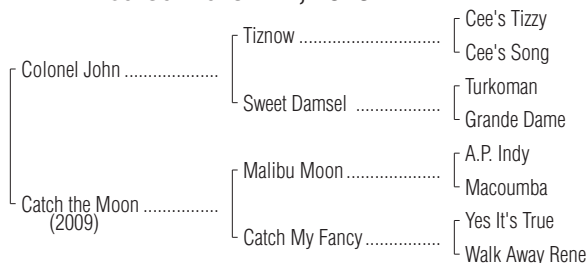 Cee's Tizzy
Tiznow
Cee's Song
Colonel John
Turkoman
Sweet Damsel
Grande Dame
A.P. Indy
Malibu Moon
Macoumba
Catch the Moon
(2009)
Yes It's True
Catch My Fancy
Walk Away Rene